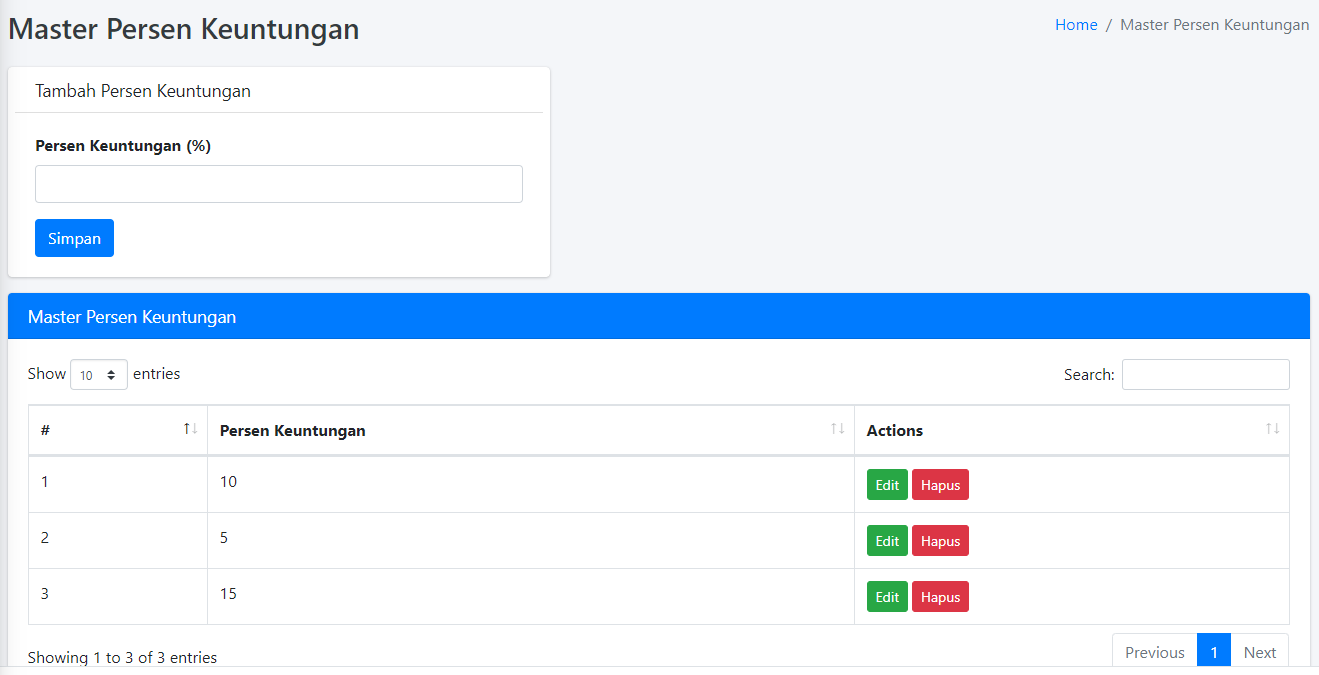 Master Persen Keuntungan
Home / Master Persen Keuntungan
Tambah Persen Keuntungan
Persen Keuntungan (%)
Simpan
Master Persen Keuntungan
Show 10 entries
Search:
# Persen Keuntungan Actions
1 10 Edit Hapus
2 5 Edit Hapus
3 15 Edit Hapus
Showing 1 to 3 of 3 entries
Previous 1 Next